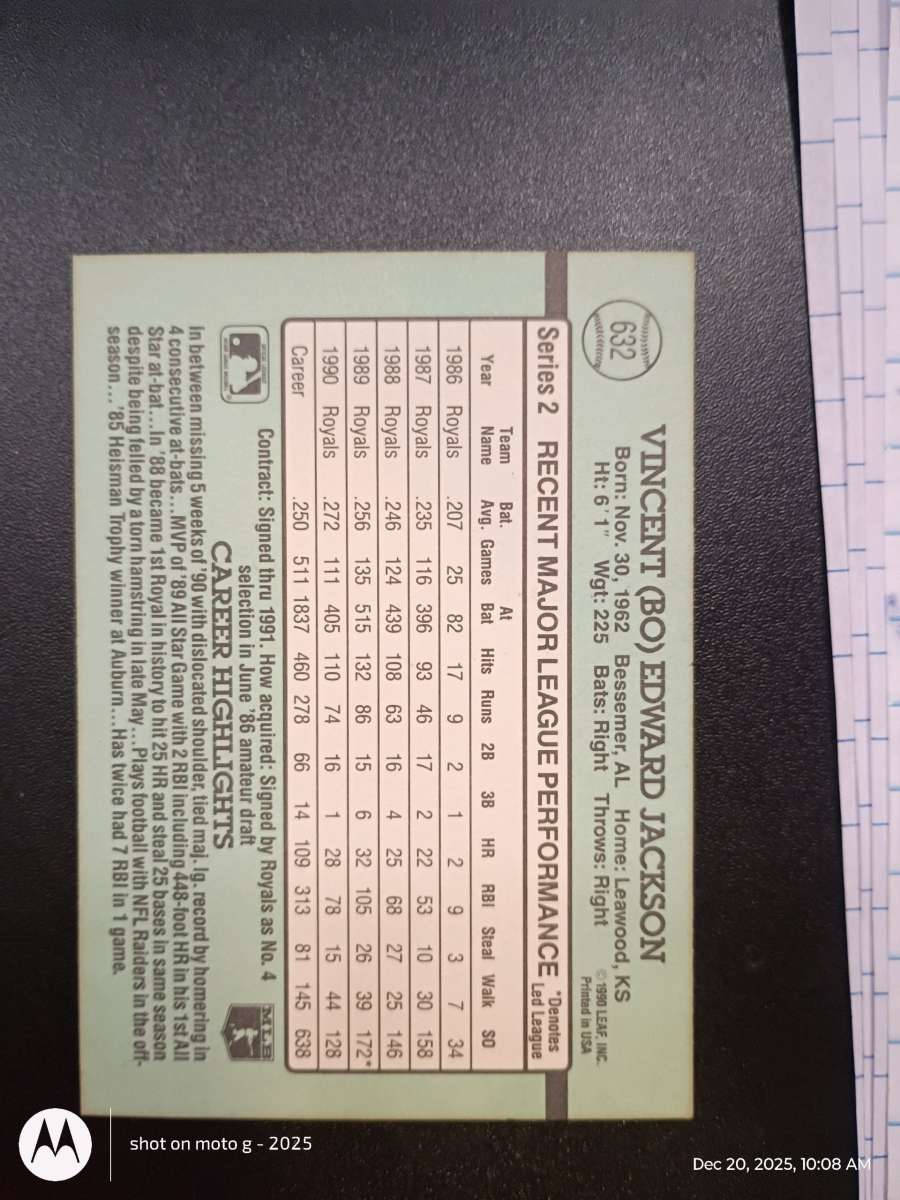 632
VINCENT (BO) EDWARD JACKSON
Born: Nov. 30, 1962 Bessemer, AL Home: Leawood, KS
Ht: 6'1" Wgt: 225 Bats: Right Throws: Right
© 1990 LEAF, INC.
Printed in USA
Series 2 RECENT MAJOR LEAGUE PERFORMANCE *Denotes Led League
Year Team Name Bat. Avg. Games At Bat Hits Runs 2B 3B HR RBI Steal Walk SO
1986 Royals .207 25 82 17 9 2 1 2 9 3 7 34
1987 Royals .235 116 396 93 46 17 2 22 53 10 30 158
1988 Royals .246 124 439 108 63 16 4 25 68 27 25 146
1989 Royals .256 135 515 132 86 15 6 32 105 26 39 172*
1990 Royals .272 111 405 110 74 16 1 28 78 15 44 128
Career .250 511 1837 460 278 66 14 109 313 81 145 638
Contract: Signed thru 1991. How acquired: Signed by Royals as No. 4
selection in June '86 amateur draft
MLB
CAREER HIGHLIGHTS
In between missing 5 weeks of '90 with dislocated shoulder, tied maj. lg. record by homering in
4 consecutive at-bats...MVP of '89 All Star Game with 2 RBI including 448-foot HR in his 1st All
Star at-bat...In '88 became 1st Royal in history to hit 25 HR and steal 25 bases in same season
despite being felled by a torn hamstring in late May...Plays football with NFL Raiders in the off-
season...'85 Heisman Trophy winner at Auburn...Has twice had 7 RBI in 1 game.
shot on moto g - 2025
Dec 20, 2025, 10:08 AM